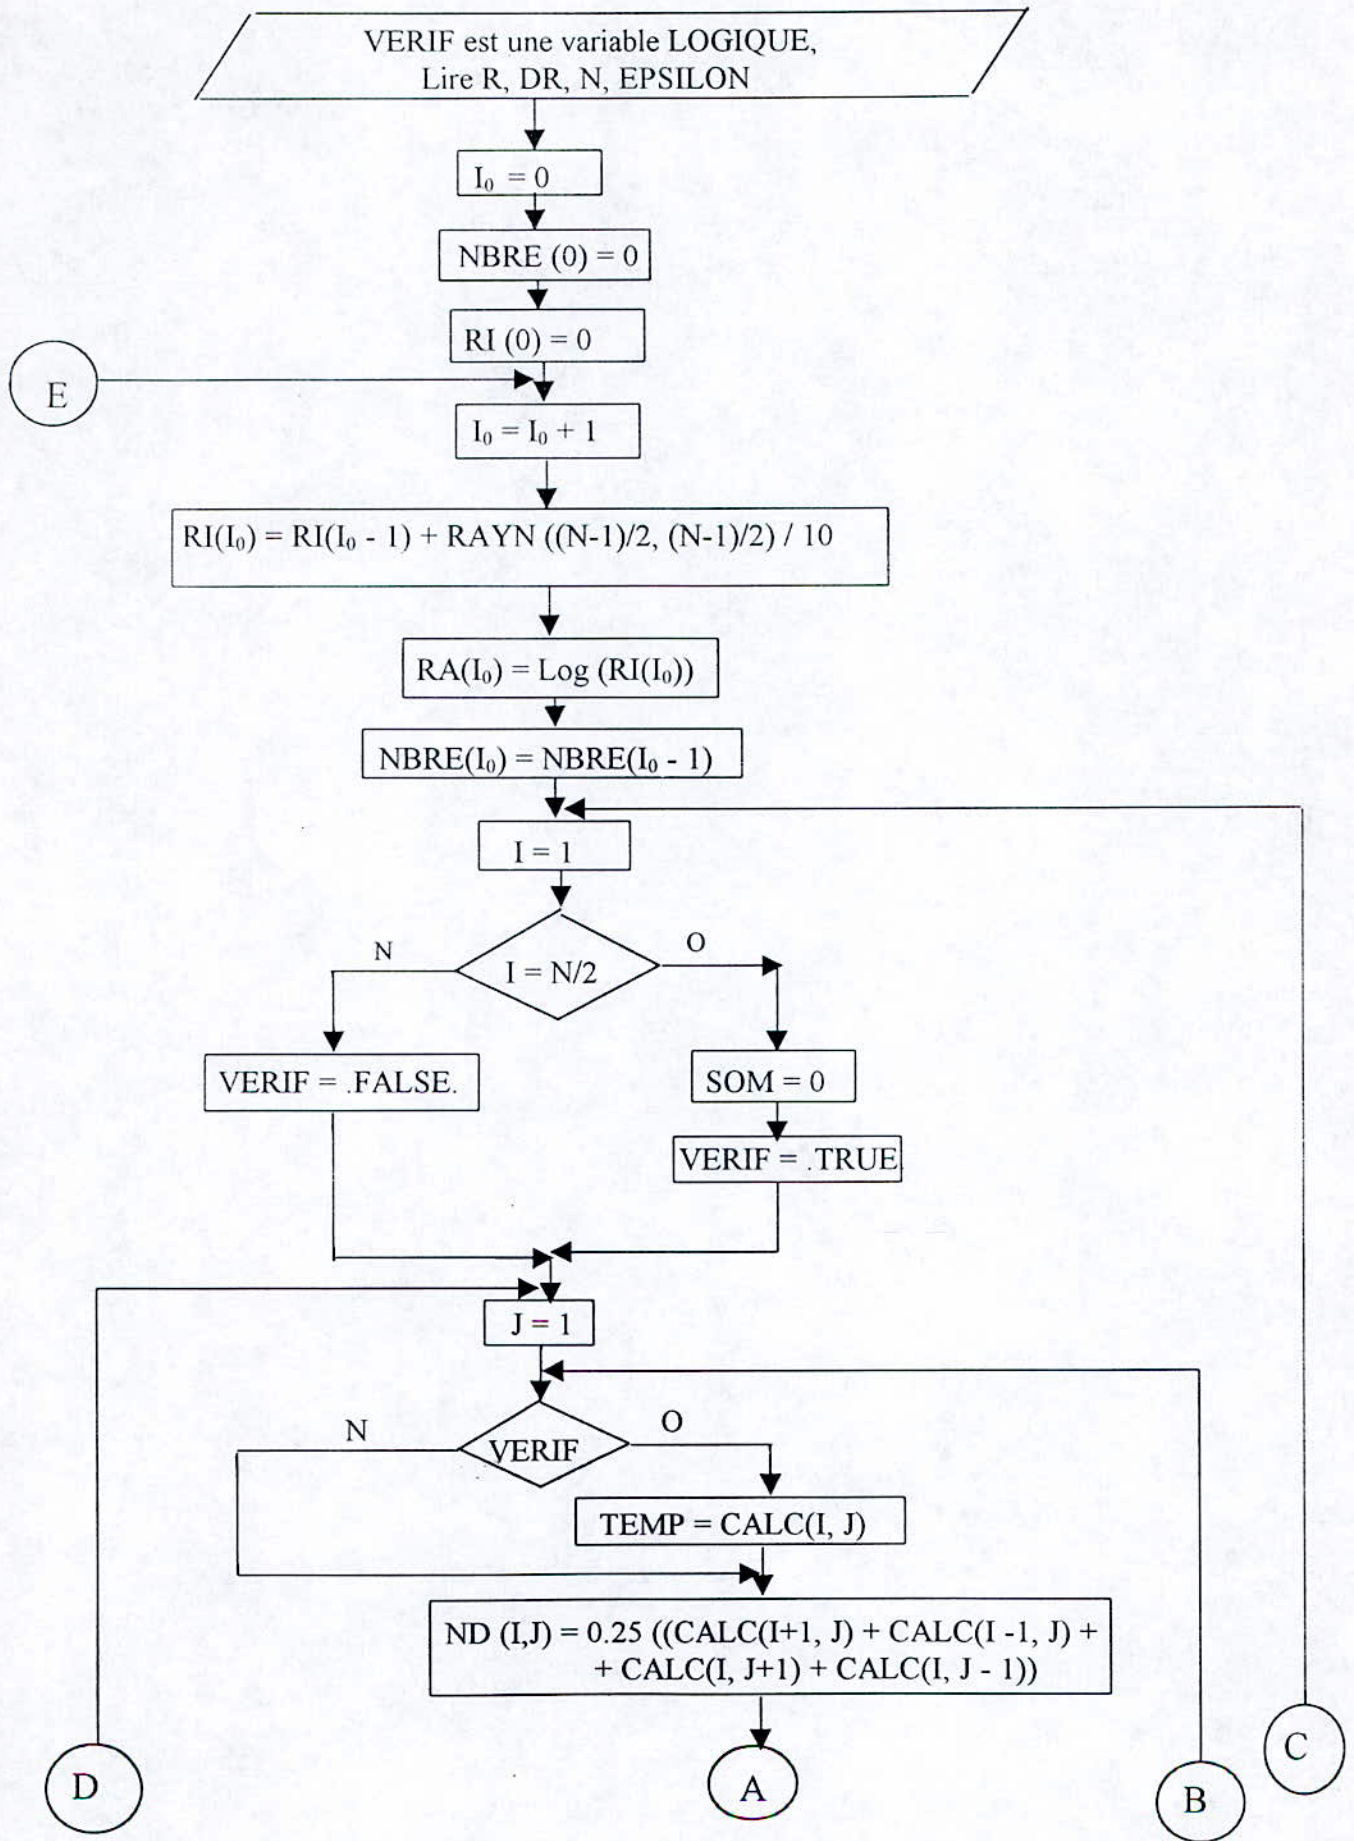 VERIF est une variable LOGIQUE,
Lire R, DR, N, EPSILON
I₀ = 0
NBRE (0) = 0
RI (0) = 0
E
I₀ = I₀ + 1
RI(I₀) = RI(I₀ - 1) + RAYN ((N-1)/2, (N-1)/2) / 10
RA(I₀) = Log (RI(I₀))
NBRE(I₀) = NBRE(I₀ - 1)
I = 1
N
I = N/2
O
VERIF = .FALSE.
SOM = 0
VERIF = .TRUE.
J = 1
N
VERIF
O
TEMP = CALC(I, J)
ND (I,J) = 0.25 ((CALC(I+1, J) + CALC(I -1, J) +
+ CALC(I, J+1) + CALC(I, J - 1))
D
A
B
C